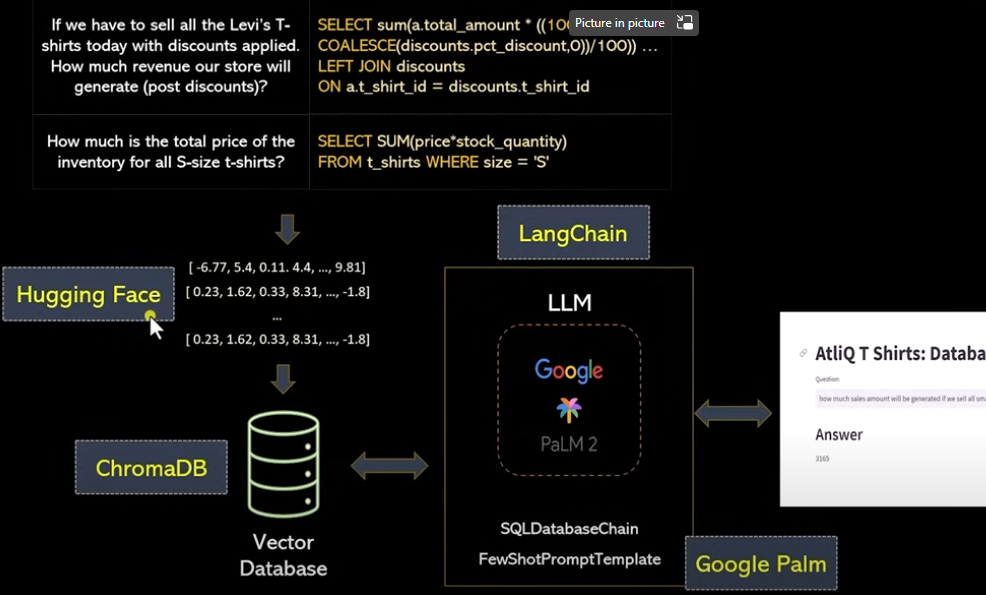 If we have to sell all the Levi's T-
shirts today with discounts applied.
How much revenue our store will
generate (post discounts)?
SELECT sum(a.total_amount * ((100
COALESCE(discounts.pct_discount,0))/100)) ...
LEFT JOIN discounts
ON a.t_shirt_id = discounts.t_shirt_id
Picture in picture
How much is the total price of the
inventory for all S-size t-shirts?
SELECT SUM(price*stock_quantity)
FROM t_shirts WHERE size = 'S'
LangChain
Hugging Face
[ -6.77, 5.4, 0.11. 4.4, ..., 9.81]
[ 0.23, 1.62, 0.33, 8.31, ..., -1.8]
...
[ 0.23, 1.62, 0.33, 8.31, ..., -1.8]
LLM
Google
PaLM 2
AtliQ T Shirts: Databa
Question:
how much sales amount will be generated if we sell all sma
Answer
3165
ChromaDB
Vector
Database
SQLDatabaseChain
FewShotPromptTemplate
Google Palm